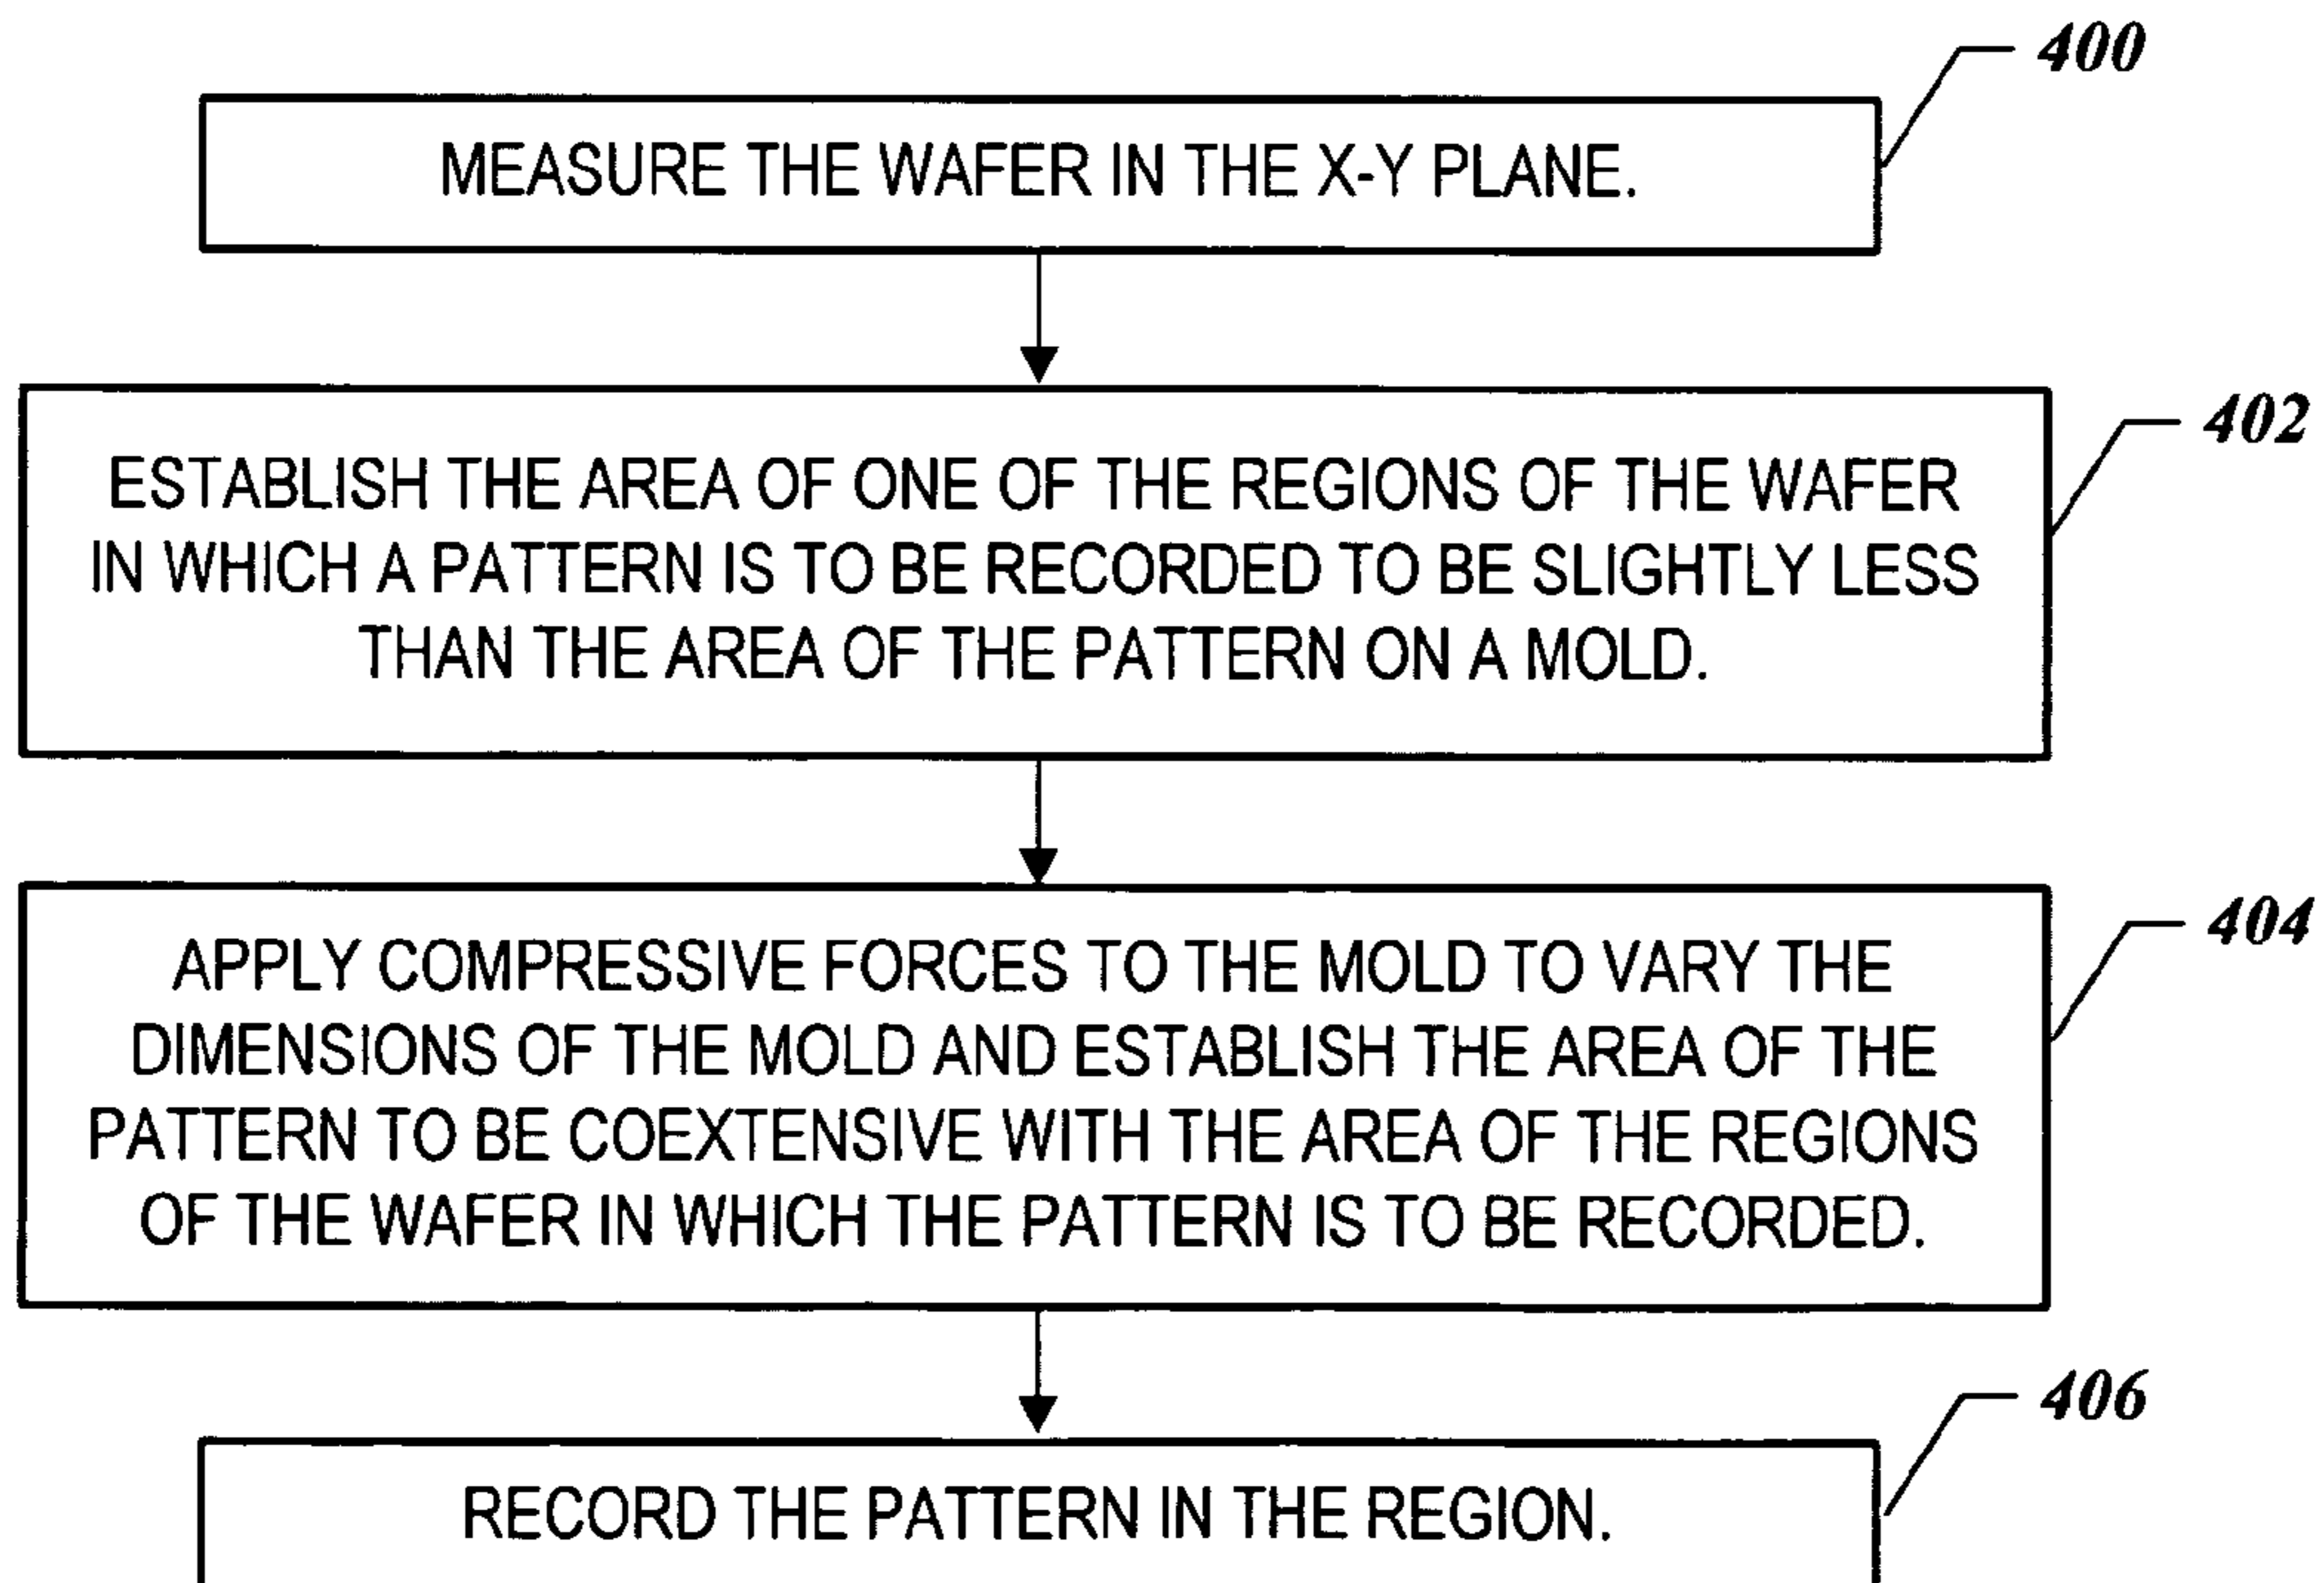 400
MEASURE THE WAFER IN THE X-Y PLANE.
402
ESTABLISH THE AREA OF ONE OF THE REGIONS OF THE WAFER
IN WHICH A PATTERN IS TO BE RECORDED TO BE SLIGHTLY LESS
THAN THE AREA OF THE PATTERN ON A MOLD.
404
APPLY COMPRESSIVE FORCES TO THE MOLD TO VARY THE
DIMENSIONS OF THE MOLD AND ESTABLISH THE AREA OF THE
PATTERN TO BE COEXTENSIVE WITH THE AREA OF THE REGIONS
OF THE WAFER IN WHICH THE PATTERN IS TO BE RECORDED.
406
RECORD THE PATTERN IN THE REGION.